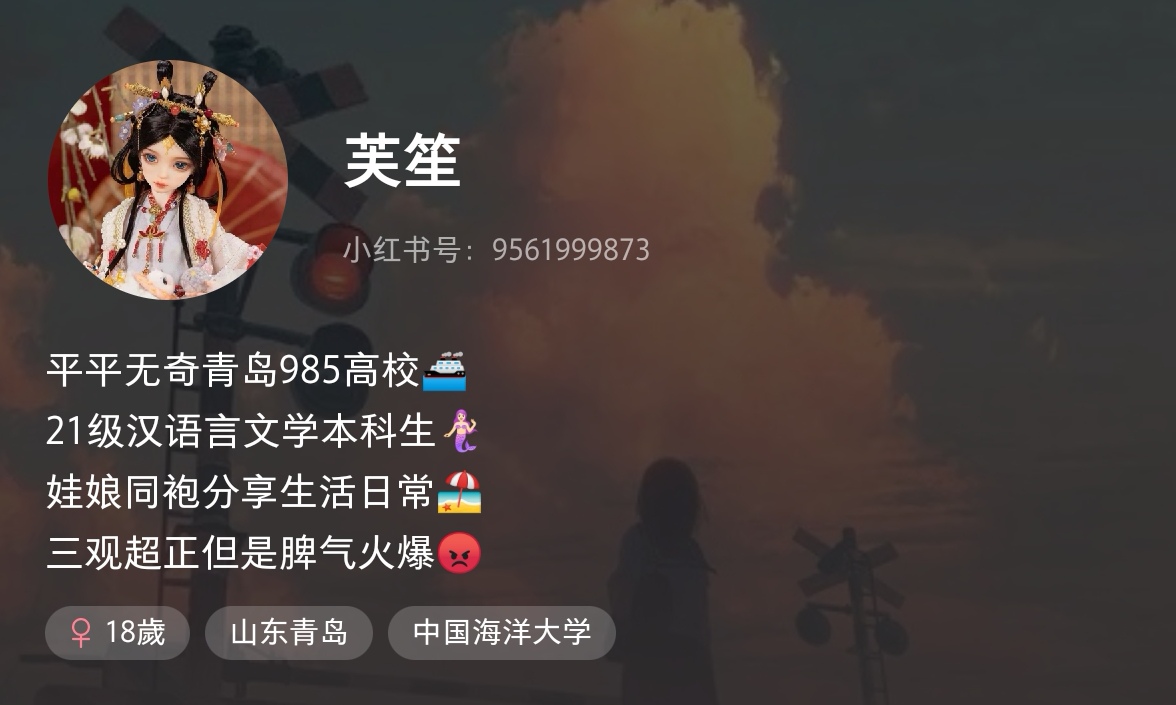 芙笙
小红书号：9561999873
平平无奇青岛985高校🛳️
21级汉语言文学本科生🧜‍♀️
娃娘同袍分享生活日常🏖️
三观超正但是脾气火爆😡
♀ 18歲
山东青岛
中国海洋大学